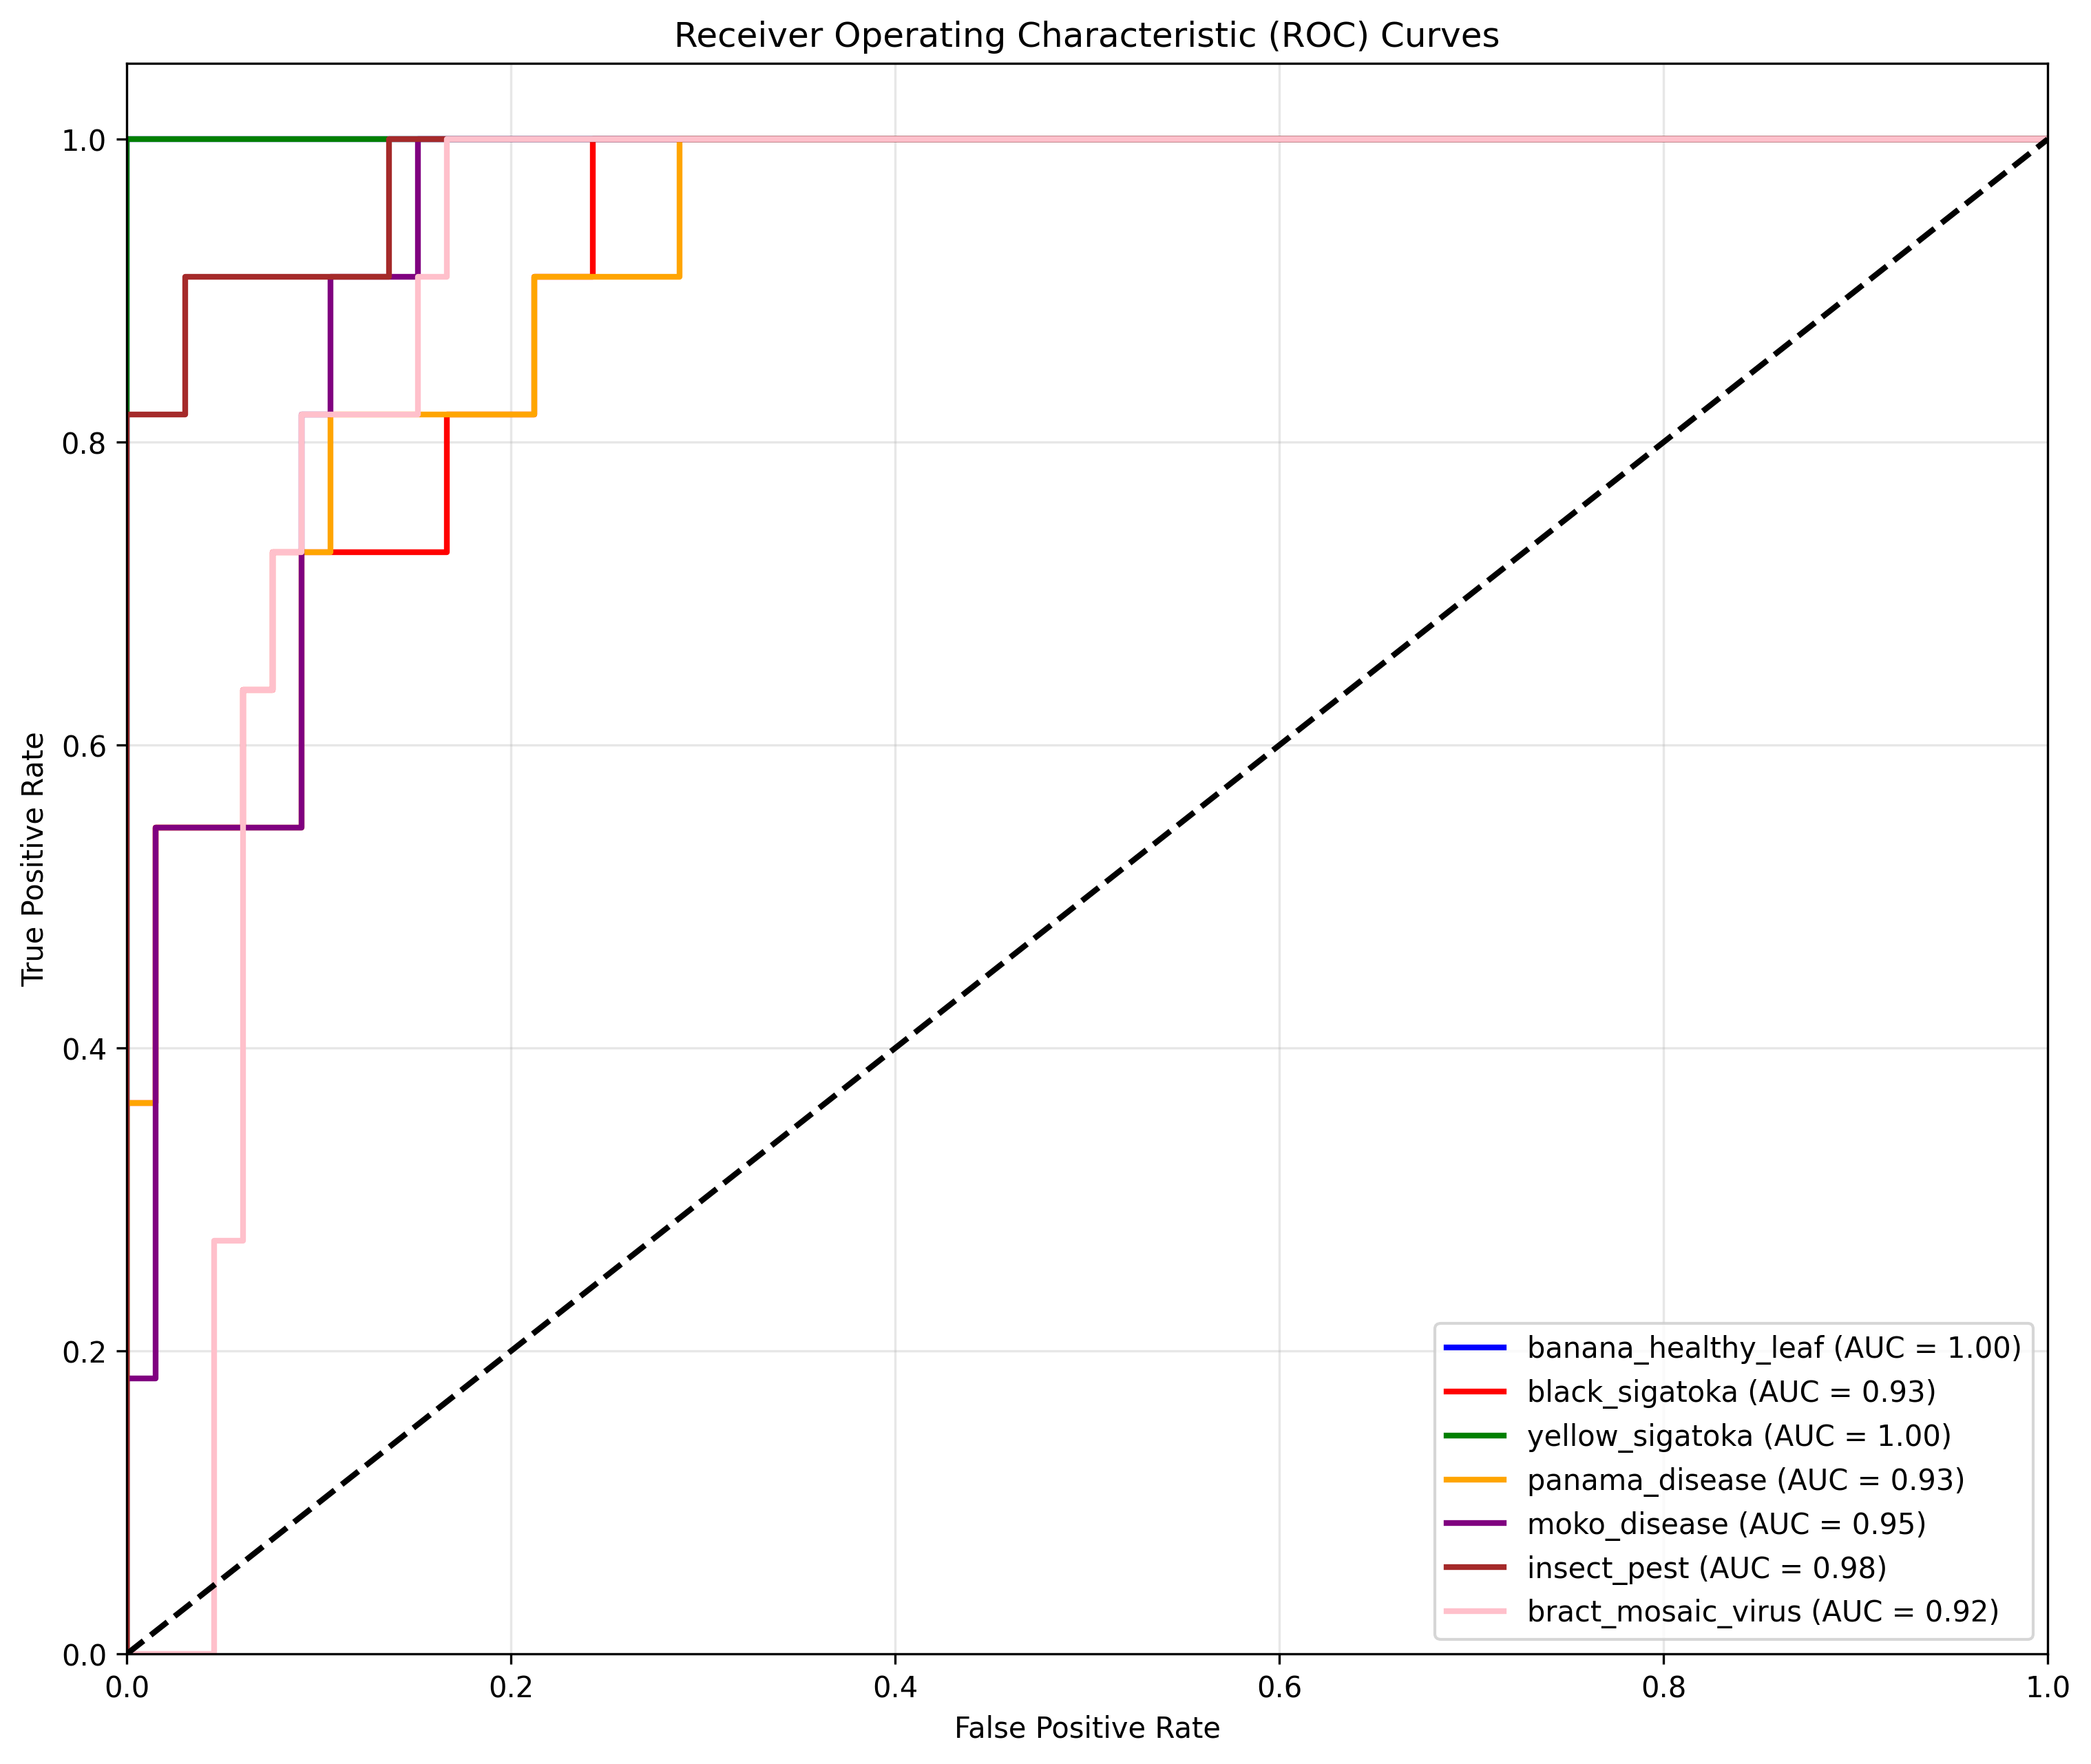 Receiver Operating Characteristic (ROC) Curves
1.0
0.8
0.6
0.4
0.2
0.0
True Positive Rate
0.0 0.2 0.4 0.6 0.8 1.0
False Positive Rate
banana_healthy_leaf (AUC = 1.00)
black_sigatoka (AUC = 0.93)
yellow_sigatoka (AUC = 1.00)
panama_disease (AUC = 0.93)
moko_disease (AUC = 0.95)
insect_pest (AUC = 0.98)
bract_mosaic_virus (AUC = 0.92)